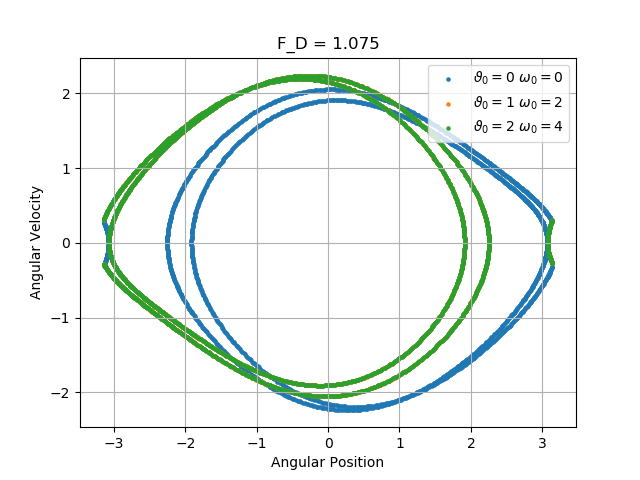 F_D = 1.075
ϑ₀ = 0 ω₀ = 0
ϑ₀ = 1 ω₀ = 2
ϑ₀ = 2 ω₀ = 4
2
1
0
−1
−2
Angular Velocity
−3 −2 −1 0 1 2 3
Angular Position